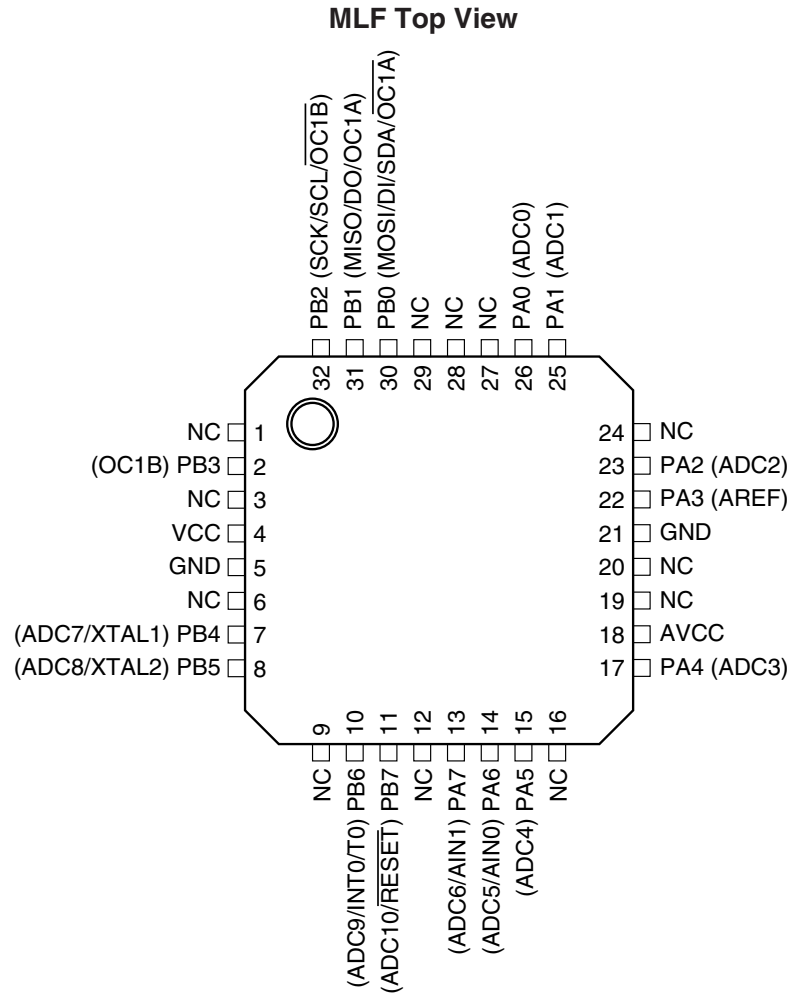 MLF Top View
PB2 (SCK/SCL/OC1B)
PB1 (MISO/DO/OC1A)
PB0 (MOSI/DI/SDA/OC1A)
NC
NC
NC
PA0 (ADC0)
PA1 (ADC1)
32
31
30
29
28
27
26
25
NC 1
(OC1B) PB3 2
NC 3
VCC 4
GND 5
NC 6
(ADC7/XTAL1) PB4 7
(ADC8/XTAL2) PB5 8
24 NC
23 PA2 (ADC2)
22 PA3 (AREF)
21 GND
20 NC
19 NC
18 AVCC
17 PA4 (ADC3)
9
10
11
12
13
14
15
16
NC
(ADC9/INT0/T0) PB6
(ADC10/RESET) PB7
NC
(ADC6/AIN1) PA7
(ADC5/AIN0) PA6
(ADC4) PA5
NC